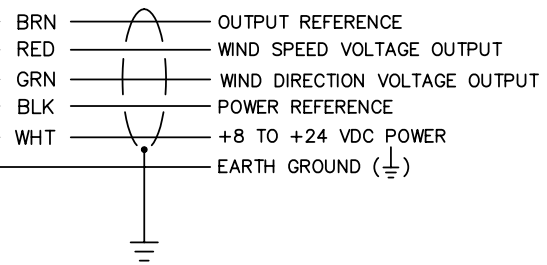 BRN OUTPUT REFERENCE
RED WIND SPEED VOLTAGE OUTPUT
GRN WIND DIRECTION VOLTAGE OUTPUT
BLK POWER REFERENCE
WHT +8 TO +24 VDC POWER
EARTH GROUND (⏚)